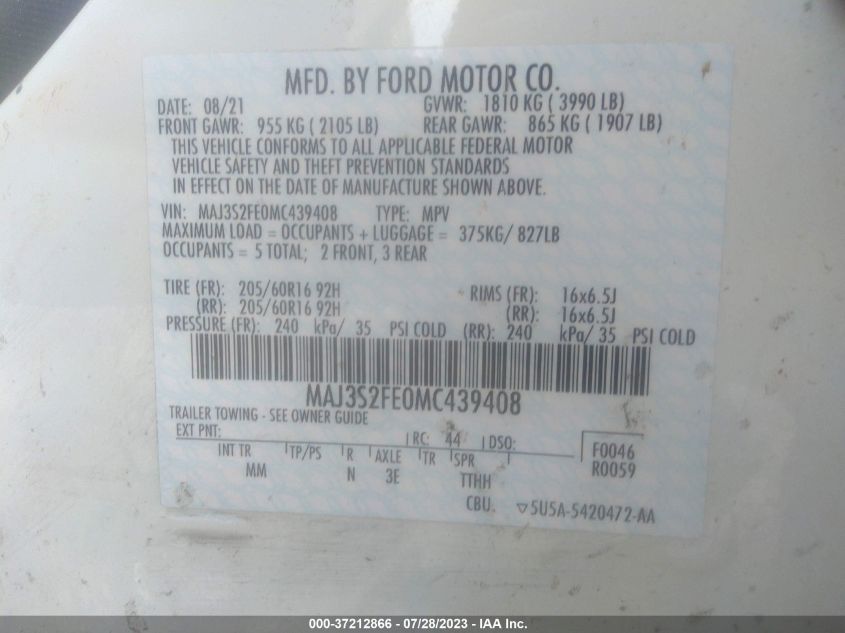 MFD. BY FORD MOTOR CO.
DATE: 08/21 GVWR: 1810 KG ( 3990 LB)
FRONT GAWR: 955 KG ( 2105 LB) REAR GAWR: 865 KG ( 1907 LB)
THIS VEHICLE CONFORMS TO ALL APPLICABLE FEDERAL MOTOR
VEHICLE SAFETY AND THEFT PREVENTION STANDARDS
IN EFFECT ON THE DATE OF MANUFACTURE SHOWN ABOVE.
VIN: MAJ3S2FE0MC439408 TYPE: MPV
MAXIMUM LOAD = OCCUPANTS + LUGGAGE = 375KG/ 827LB
OCCUPANTS = 5 TOTAL; 2 FRONT, 3 REAR
TIRE (FR): 205/60R16 92H RIMS (FR): 16x6.5J
(RR): 205/60R16 92H (RR): 16x6.5J
PRESSURE (FR): 240 kPa/ 35 PSI COLD (RR): 240 kPa/ 35 PSI COLD
MAJ3S2FE0MC439408
TRAILER TOWING - SEE OWNER GUIDE
EXT PNT: RC: 44 DSO: F0046
INT TR TP/PS R AXLE TR SPR R0059
MM N 3E TTHH
CBU. ▽5U5A-5420472-AA
000-37212866 - 07/28/2023 - IAA Inc.